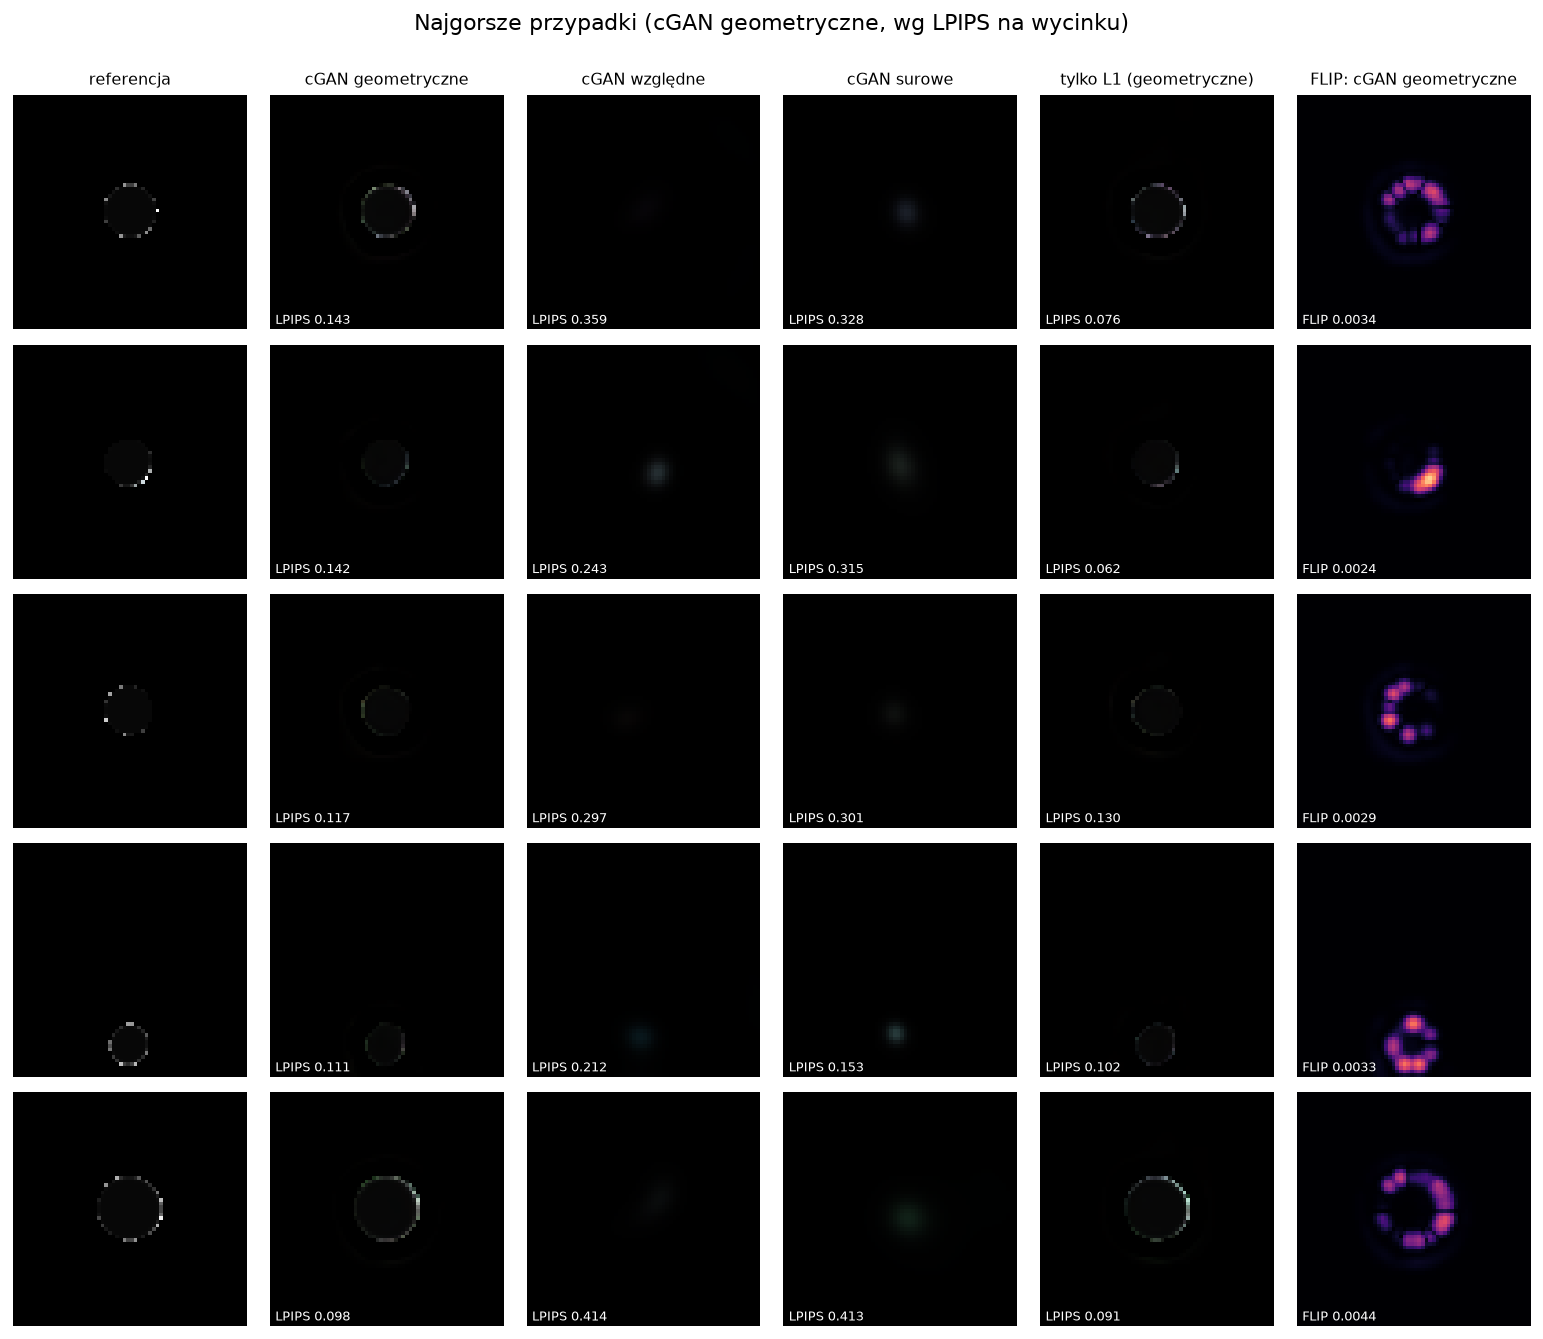 Najgorsze przypadki (cGAN geometryczne, wg LPIPS na wycinku)
referencja
cGAN geometryczne
cGAN względne
cGAN surowe
tylko L1 (geometryczne)
FLIP: cGAN geometryczne
LPIPS 0.143
LPIPS 0.359
LPIPS 0.328
LPIPS 0.076
FLIP 0.0034
LPIPS 0.142
LPIPS 0.243
LPIPS 0.315
LPIPS 0.062
FLIP 0.0024
LPIPS 0.117
LPIPS 0.297
LPIPS 0.301
LPIPS 0.130
FLIP 0.0029
LPIPS 0.111
LPIPS 0.212
LPIPS 0.153
LPIPS 0.102
FLIP 0.0033
LPIPS 0.098
LPIPS 0.414
LPIPS 0.413
LPIPS 0.091
FLIP 0.0044